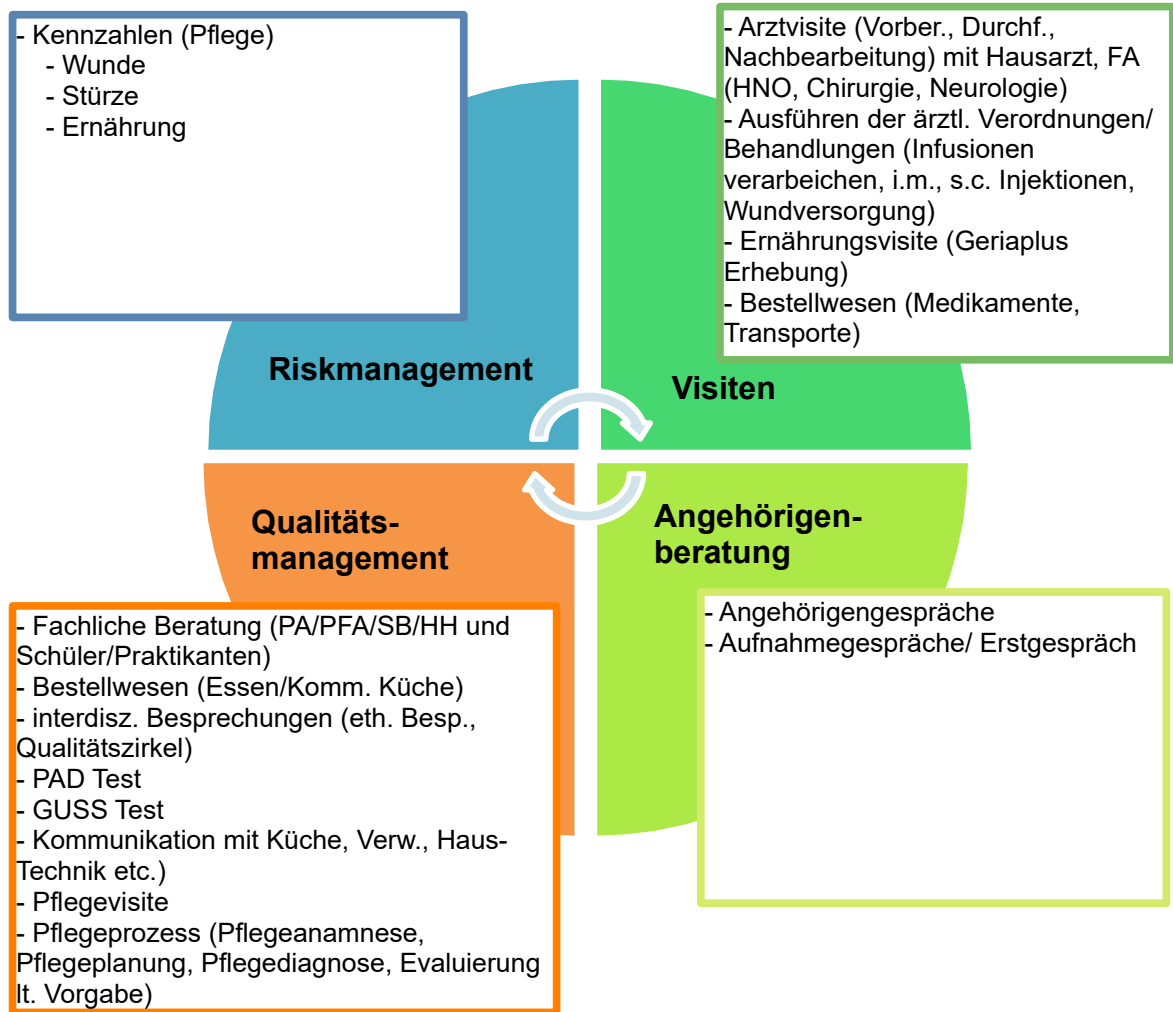 - Kennzahlen (Pflege)
- Wunde
- Stürze
- Ernährung
- Arztvisite (Vorber., Durchf.,
Nachbearbeitung) mit Hausarzt, FA
(HNO, Chirurgie, Neurologie)
- Ausführen der ärztl. Verordnungen/
Behandlungen (Infusionen
verarbeichen, i.m., s.c. Injektionen,
Wundversorgung)
- Ernährungsvisite (Geriaplus
Erhebung)
- Bestellwesen (Medikamente,
Transporte)
Riskmanagement
Visiten
Qualitäts-
management
Angehörigen-
beratung
- Fachliche Beratung (PA/PFA/SB/HH und
Schüler/Praktikanten)
- Bestellwesen (Essen/Komm. Küche)
- interdisz. Besprechungen (eth. Besp.,
Qualitätszirkel)
- PAD Test
- GUSS Test
- Kommunikation mit Küche, Verw., Haus-
Technik etc.)
- Pflegevisite
- Pflegeprozess (Pflegeanamnese,
Pflegeplanung, Pflegediagnose, Evaluierung
lt. Vorgabe)
- Angehörigengespräche
- Aufnahmegespräche/ Erstgespräch